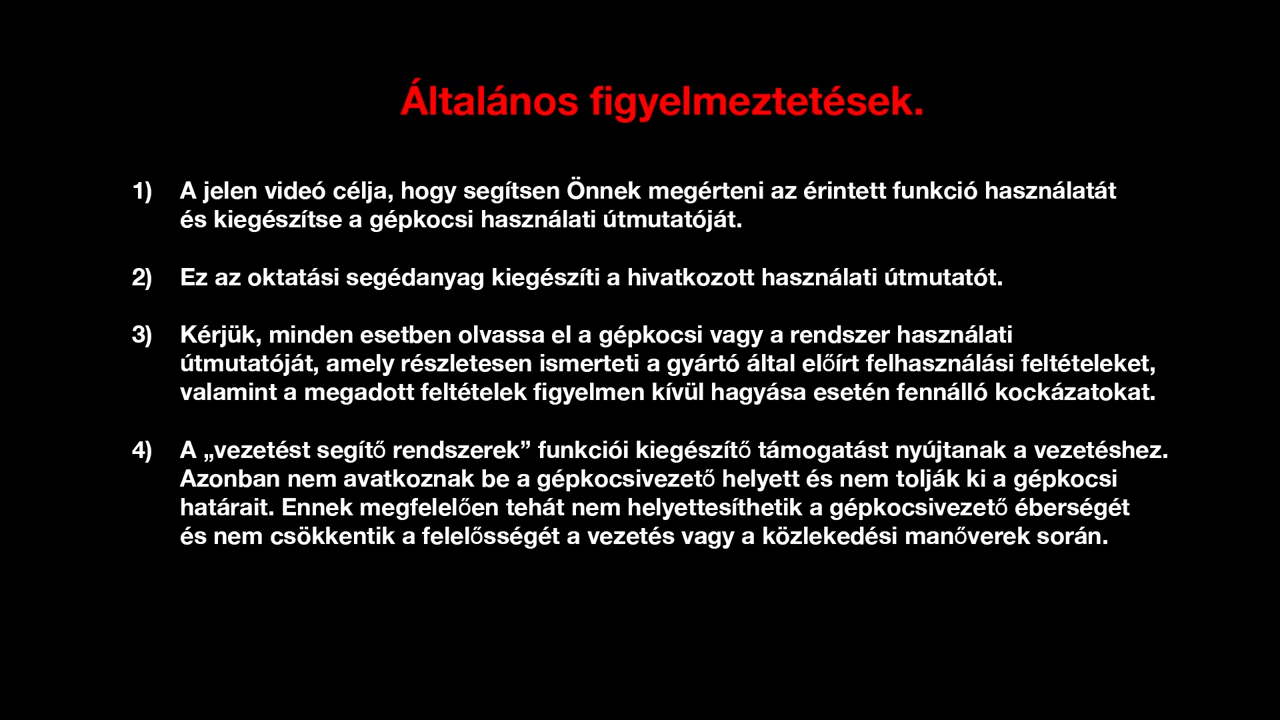 Általános figyelmeztetések.
1) A jelen videó célja, hogy segítsen Önnek megérteni az érintett funkció használatát
és kiegészítse a gépkocsi használati útmutatóját.
2) Ez az oktatási segédanyag kiegészíti a hivatkozott használati útmutatót.
3) Kérjük, minden esetben olvassa el a gépkocsi vagy a rendszer használati
útmutatóját, amely részletesen ismerteti a gyártó által előírt felhasználási feltételeket,
valamint a megadott feltételek figyelmen kívül hagyása esetén fennálló kockázatokat.
4) A „vezetést segítő rendszerek” funkciói kiegészítő támogatást nyújtanak a vezetéshez.
Azonban nem avatkoznak be a gépkocsivezető helyett és nem tolják ki a gépkocsi
határait. Ennek megfelelően tehát nem helyettesíthetik a gépkocsivezető éberségét
és nem csökkentik a felelősségét a vezetés vagy a közlekedési manőverek során.